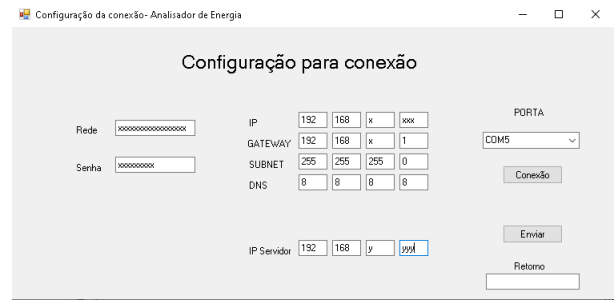 Configuração da conexão- Analisador de Energia
Configuração para conexão
Rede xxxxxxxxxxxxxxxx
Senha xxxxxxxxx
IP 192 168 x xxx
GATEWAY 192 168 x 1
SUBNET 255 255 255 0
DNS 8 8 8 8
IP Servidor 192 168 y yyy
PORTA
COM5
Conexão
Enviar
Retorno